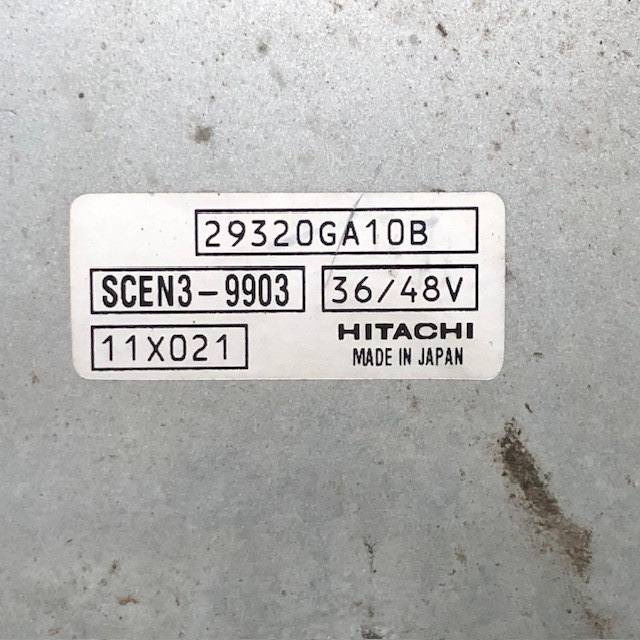 29320GA10B
SCEN3-9903 36/48V
11X021 HITACHI
MADE IN JAPAN